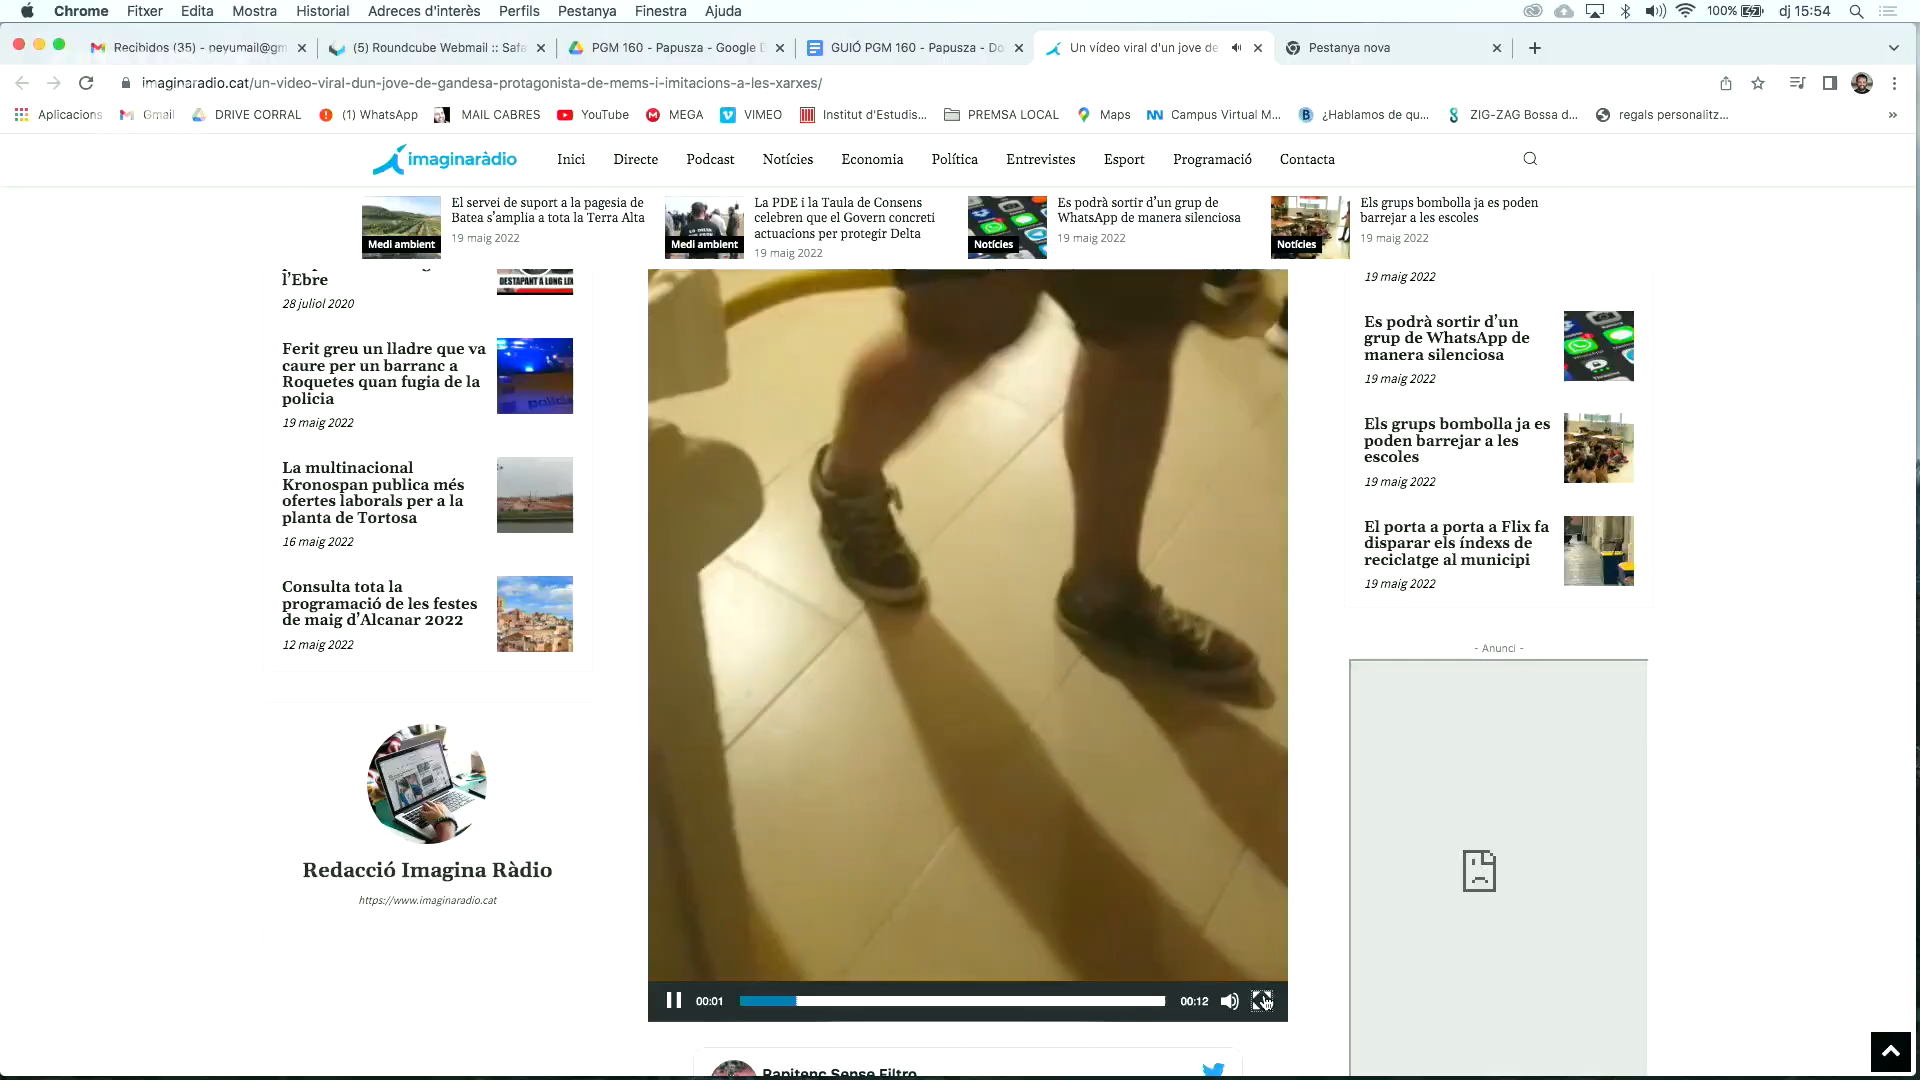 Chrome Fitxer Edita Mostra Historial Adreces d'interès Perfils Pestanya Finestra Ajuda 100% dj 15:54
Recibidos (35) - peyumail@gm (5) Roundcube Webmail :: Safa PGM 160 - Papusza - Google D GUIÓ PGM 160 - Papusza - Do Un vídeo viral d'un jove de Pestanya nova
imaginaradio.cat/un-video-viral-dun-jove-de-gandesa-protagonista-de-mems-i-imitacions-a-les-xarxes/
Aplicacions Gmail DRIVE CORRAL (1) WhatsApp MAIL CABRES YouTube MEGA VIMEO Institut d'Estudis... PREMSA LOCAL Maps Campus Virtual M... ¿Hablamos de qu... ZIG-ZAG Bossa d... regals personalitz...
imaginaràdio Inici Directe Podcast Notícies Economia Política Entrevistes Esport Programació Contacta
Medi ambient
El servei de suport a la pagesia de
Batea s'amplia a tota la Terra Alta
19 maig 2022
Medi ambient
La PDE i la Taula de Consens
celebren que el Govern concreti
actuacions per protegir Delta
19 maig 2022
Notícies
Es podrà sortir d'un grup de
WhatsApp de manera silenciosa
19 maig 2022
Notícies
Els grups bombolla ja es poden
barrejar a les escoles
19 maig 2022
l'Ebre
28 juliol 2020
DESTAPANT A LONG LI
Ferit greu un lladre que va
caure per un barranc a
Roquetes quan fugia de la
policia
19 maig 2022
policia
La multinacional
Kronospan publica més
ofertes laborals per a la
planta de Tortosa
16 maig 2022
Consulta tota la
programació de les festes
de maig d'Alcanar 2022
12 maig 2022
Redacció Imagina Ràdio
https://www.imaginaradio.cat
00:01 00:12
Rapitenc Sense Filtro
19 maig 2022
Es podrà sortir d'un
grup de WhatsApp de
manera silenciosa
19 maig 2022
Els grups bombolla ja es
poden barrejar a les
escoles
19 maig 2022
El porta a porta a Flix fa
disparar els índexs de
reciclatge al municipi
19 maig 2022
- Anunci -